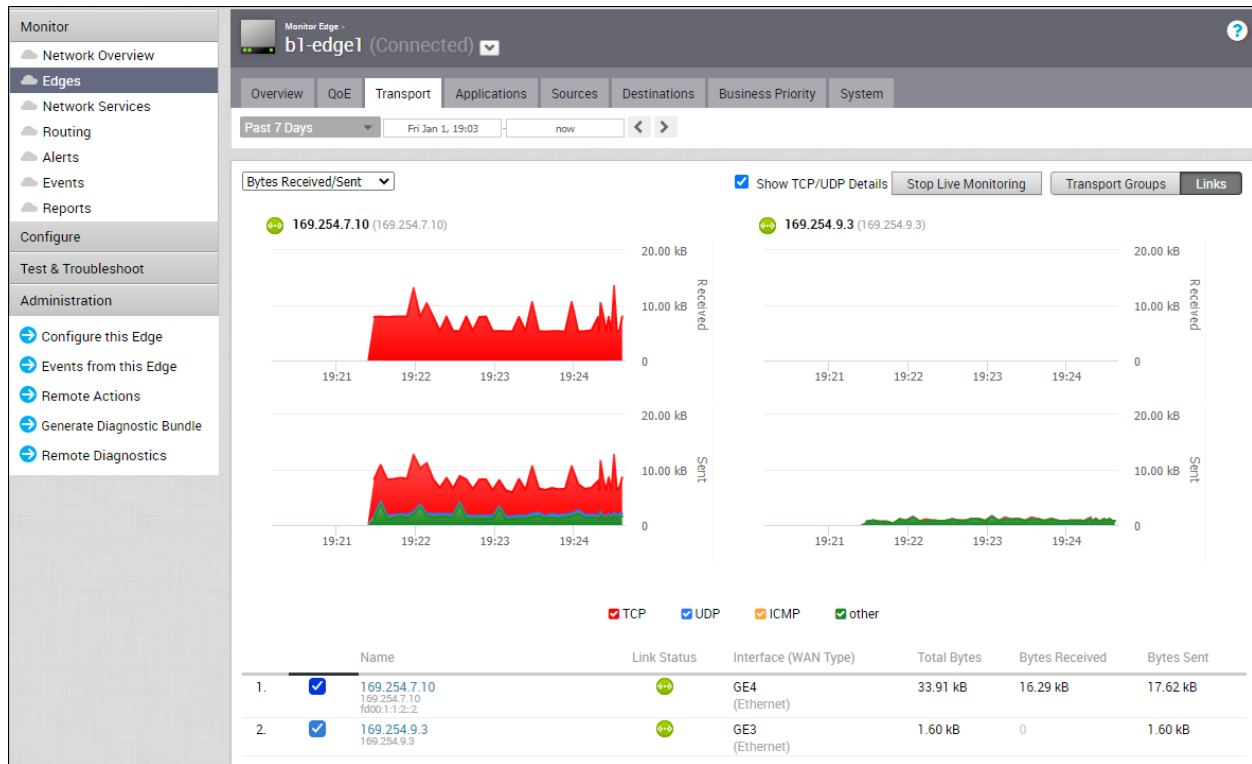 Monitor
Network Overview
Edges
Network Services
Routing
Alerts
Events
Reports
Configure
Test & Troubleshoot
Administration
Configure this Edge
Events from this Edge
Remote Actions
Generate Diagnostic Bundle
Remote Diagnostics
Monitor Edge >
b1-edge1 (Connected)
?
Overview QoE Transport Applications Sources Destinations Business Priority System
Past 7 Days Fri Jan 1, 19:03 - now
Bytes Received/Sent Show TCP/UDP Details Stop Live Monitoring Transport Groups Links
169.254.7.10 (169.254.7.10)
20.00 kB
10.00 kB
0
Received
19:21 19:22 19:23 19:24
20.00 kB
10.00 kB
0
Sent
19:21 19:22 19:23 19:24
169.254.9.3 (169.254.9.3)
20.00 kB
10.00 kB
0
Received
19:21 19:22 19:23 19:24
20.00 kB
10.00 kB
0
Sent
19:21 19:22 19:23 19:24
TCP UDP ICMP other
Name Link Status Interface (WAN Type) Total Bytes Bytes Received Bytes Sent
1. 169.254.7.10 GE4 33.91 kB 16.29 kB 17.62 kB
169.254.7.10
fd00:1:1:2::2 (Ethernet)
2. 169.254.9.3 GE3 1.60 kB 0 1.60 kB
169.254.9.3 (Ethernet)